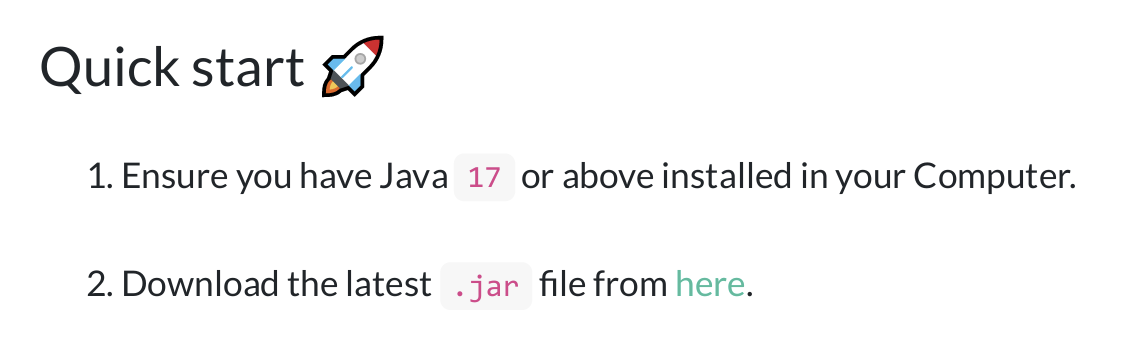 Quick start 🚀
1. Ensure you have Java 17 or above installed in your Computer.
2. Download the latest .jar file from here.